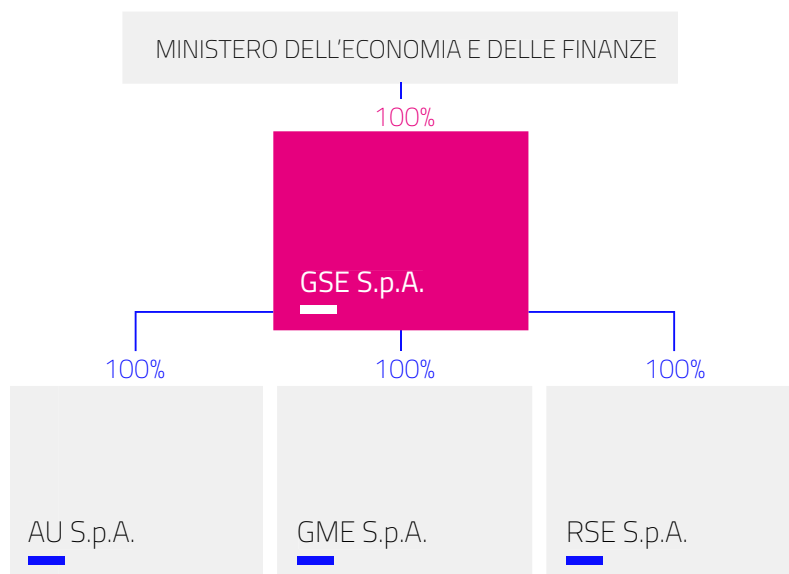 MINISTERO DELL'ECONOMIA E DELLE FINANZE
100%
GSE S.p.A.
100%
100%
100%
AU S.p.A.
GME S.p.A.
RSE S.p.A.